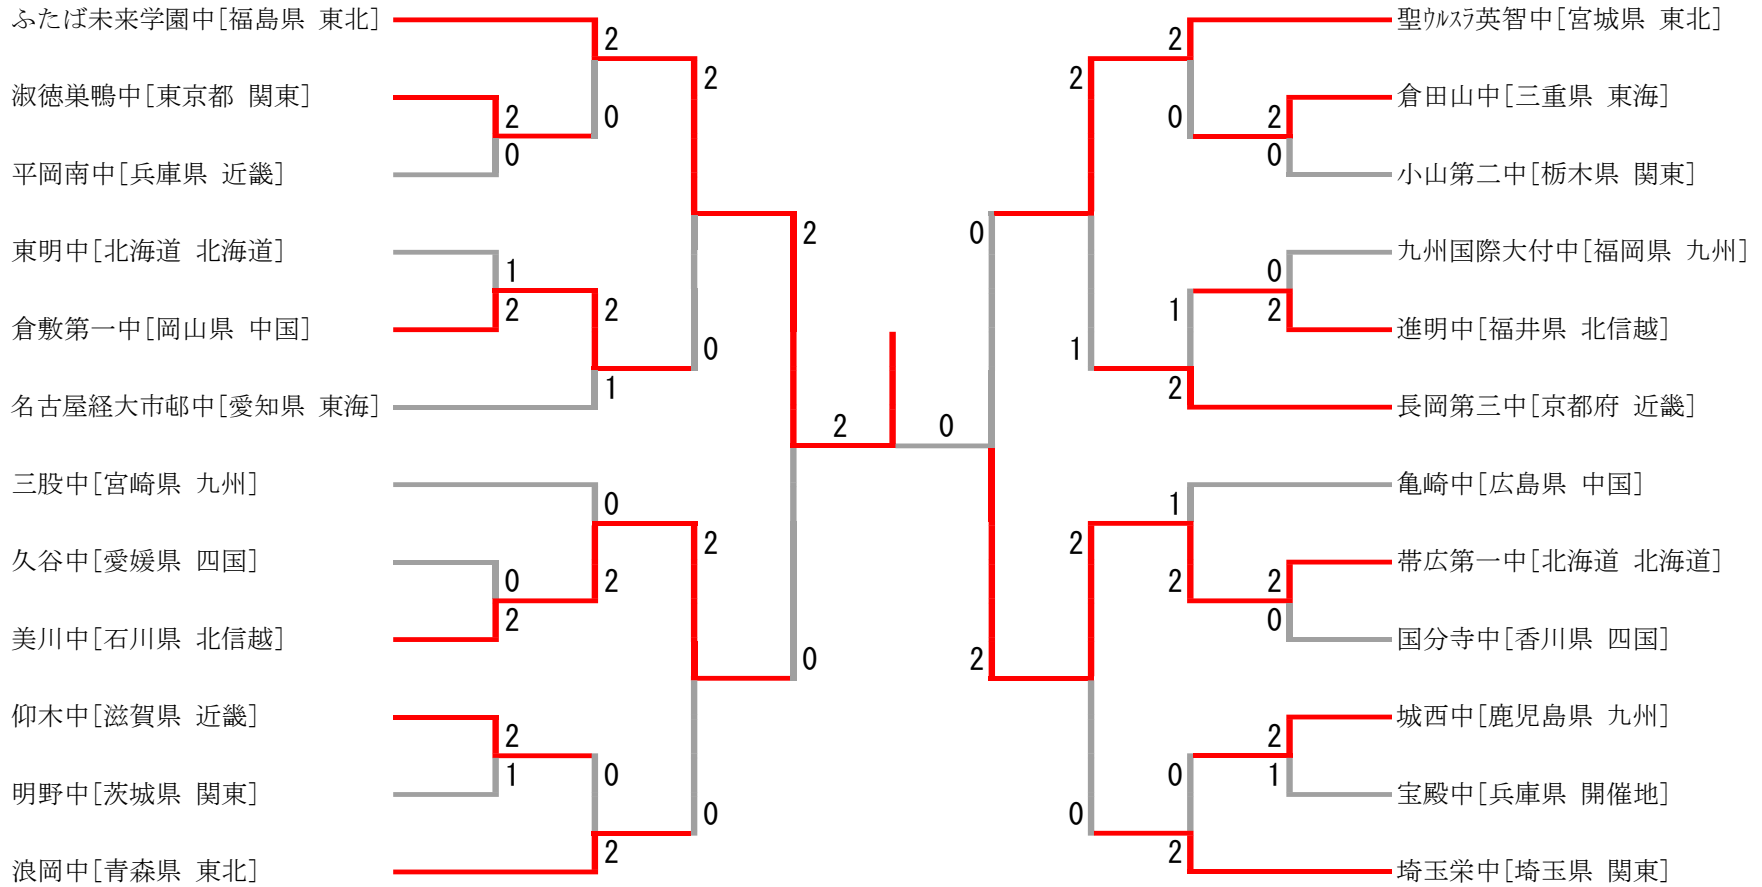 ふたば未来学園中[福島県 東北]
淑徳巣鴨中[東京都 関東]
平岡南中[兵庫県 近畿]
東明中[北海道 北海道]
倉敷第一中[岡山県 中国]
名古屋経大市邨中[愛知県 東海]
三股中[宮崎県 九州]
久谷中[愛媛県 四国]
美川中[石川県 北信越]
仰木中[滋賀県 近畿]
明野中[茨城県 関東]
浪岡中[青森県 東北]
2
0
1
2
0
2
2
1
2
0
2
1
0
2
0
2
2
0
2
0
2
0
2
0
0
2
2
1
2
0
2
0
1
2
1
2
0
2
2
0
0
2
2
0
2
1
聖ウルスラ英智中[宮城県 東北]
倉田山中[三重県 東海]
小山第二中[栃木県 関東]
九州国際大付中[福岡県 九州]
進明中[福井県 北信越]
長岡第三中[京都府 近畿]
亀崎中[広島県 中国]
帯広第一中[北海道 北海道]
国分寺中[香川県 四国]
城西中[鹿児島県 九州]
宝殿中[兵庫県 開催地]
埼玉栄中[埼玉県 関東]